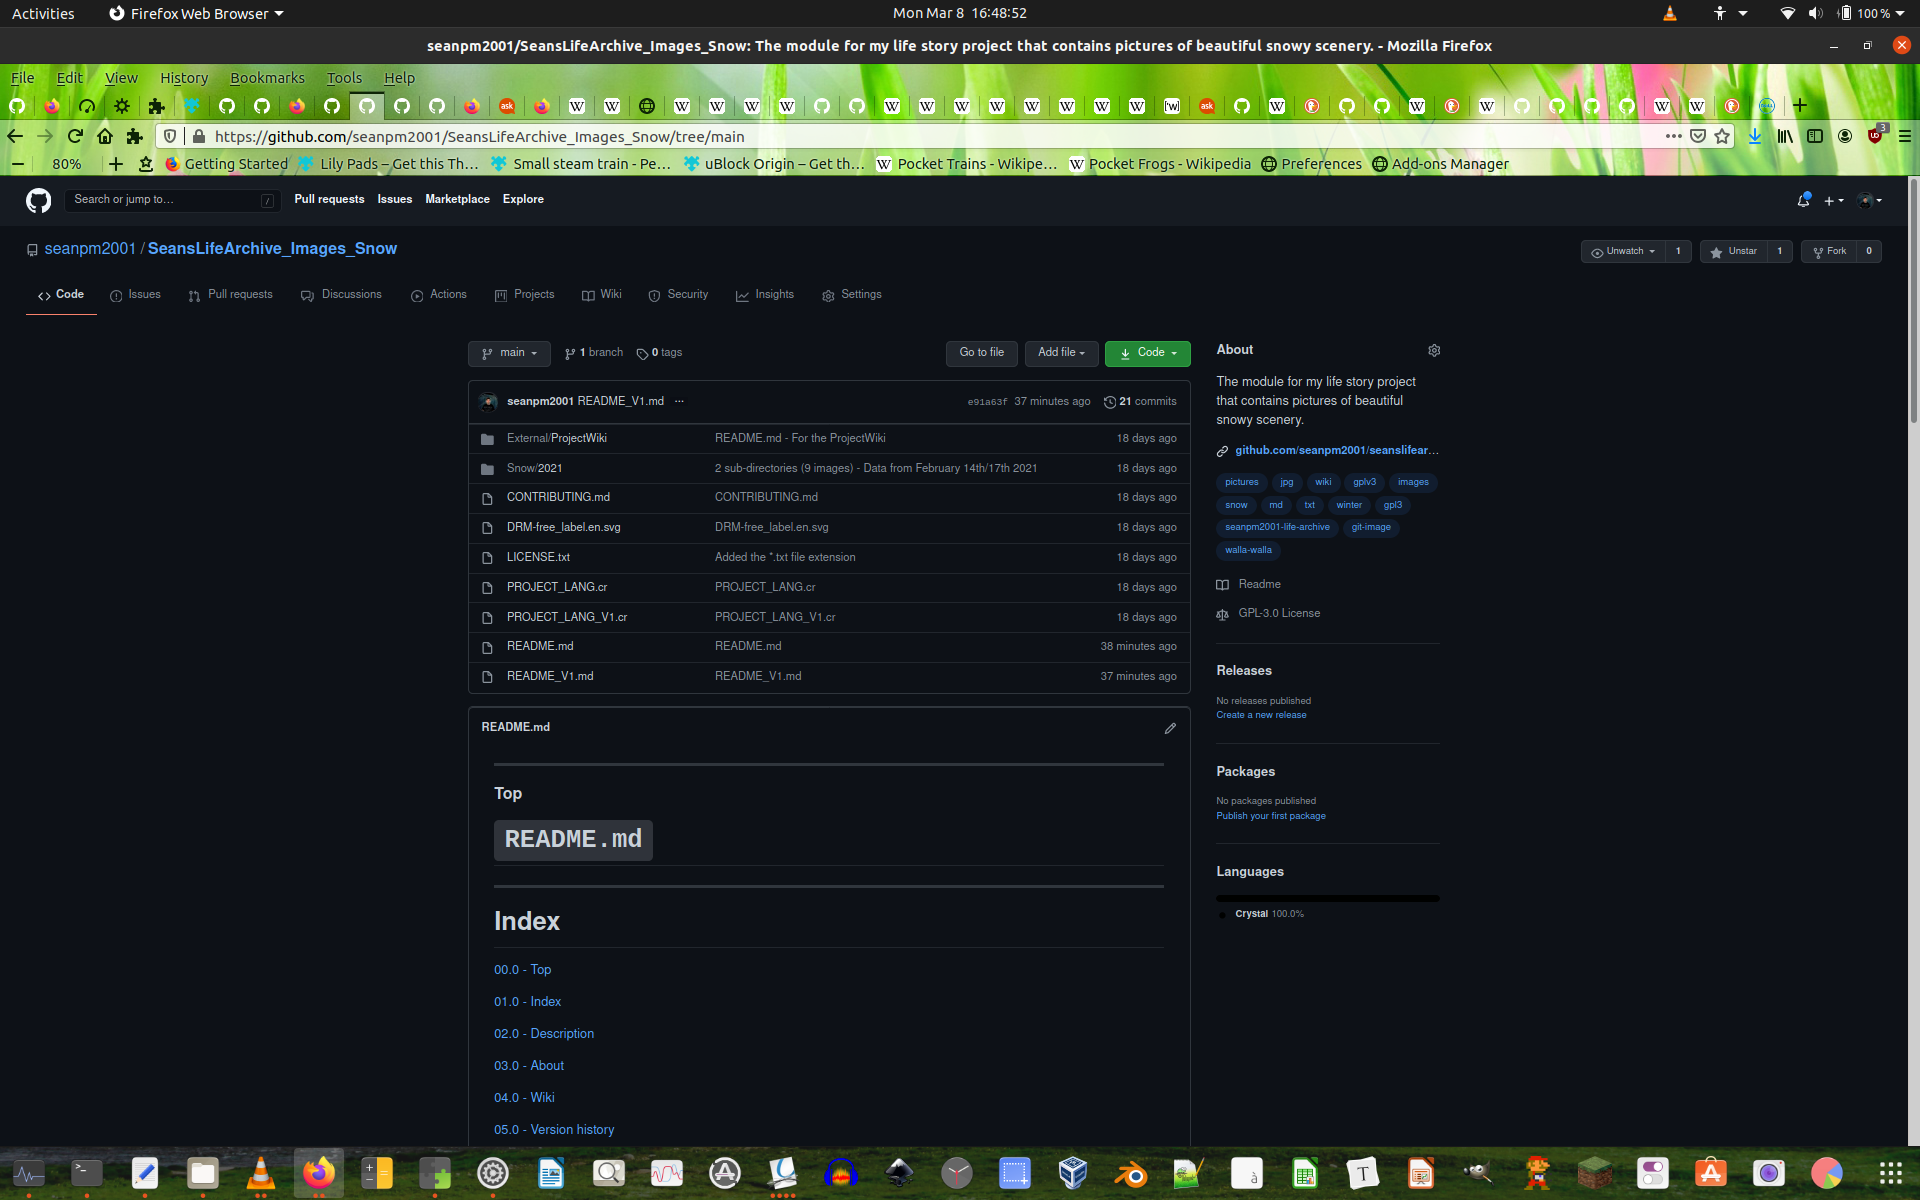 Activities Firefox Web Browser Mon Mar 8 16:48:52 100 %
seanpm2001/SeansLifeArchive_Images_Snow: The module for my life story project that contains pictures of beautiful snowy scenery. - Mozilla Firefox
File Edit View History Bookmarks Tools Help
https://github.com/seanpm2001/SeansLifeArchive_Images_Snow/tree/main 3
80% Getting Started Lily Pads – Get this Th… Small steam train - Pe… uBlock Origin – Get th… Pocket Trains - Wikipe… Pocket Frogs - Wikipedia Preferences Add-ons Manager
Search or jump to… / Pull requests Issues Marketplace Explore
seanpm2001 / SeansLifeArchive_Images_Snow Unwatch 1 Unstar 1 Fork 0
Code Issues Pull requests Discussions Actions Projects Wiki Security Insights Settings
main 1 branch 0 tags Go to file Add file Code
seanpm2001 README_V1.md ... e91a63f 37 minutes ago 21 commits
External/ProjectWiki README.md - For the ProjectWiki 18 days ago
Snow/2021 2 sub-directories (9 images) - Data from February 14th/17th 2021 18 days ago
CONTRIBUTING.md CONTRIBUTING.md 18 days ago
DRM-free_label.en.svg DRM-free_label.en.svg 18 days ago
LICENSE.txt Added the *.txt file extension 18 days ago
PROJECT_LANG.cr PROJECT_LANG.cr 18 days ago
PROJECT_LANG_V1.cr PROJECT_LANG_V1.cr 18 days ago
README.md README.md 38 minutes ago
README_V1.md README_V1.md 37 minutes ago
README.md
Top
README.md
Index
00.0 - Top
01.0 - Index
02.0 - Description
03.0 - About
04.0 - Wiki
05.0 - Version history
About
The module for my life story project
that contains pictures of beautiful
snowy scenery.
github.com/seanpm2001/seanslifear…
pictures jpg wiki gplv3 images
snow md txt winter gpl3
seanpm2001-life-archive git-image
walla-walla
Readme
GPL-3.0 License
Releases
No releases published
Create a new release
Packages
No packages published
Publish your first package
Languages
Crystal 100.0%